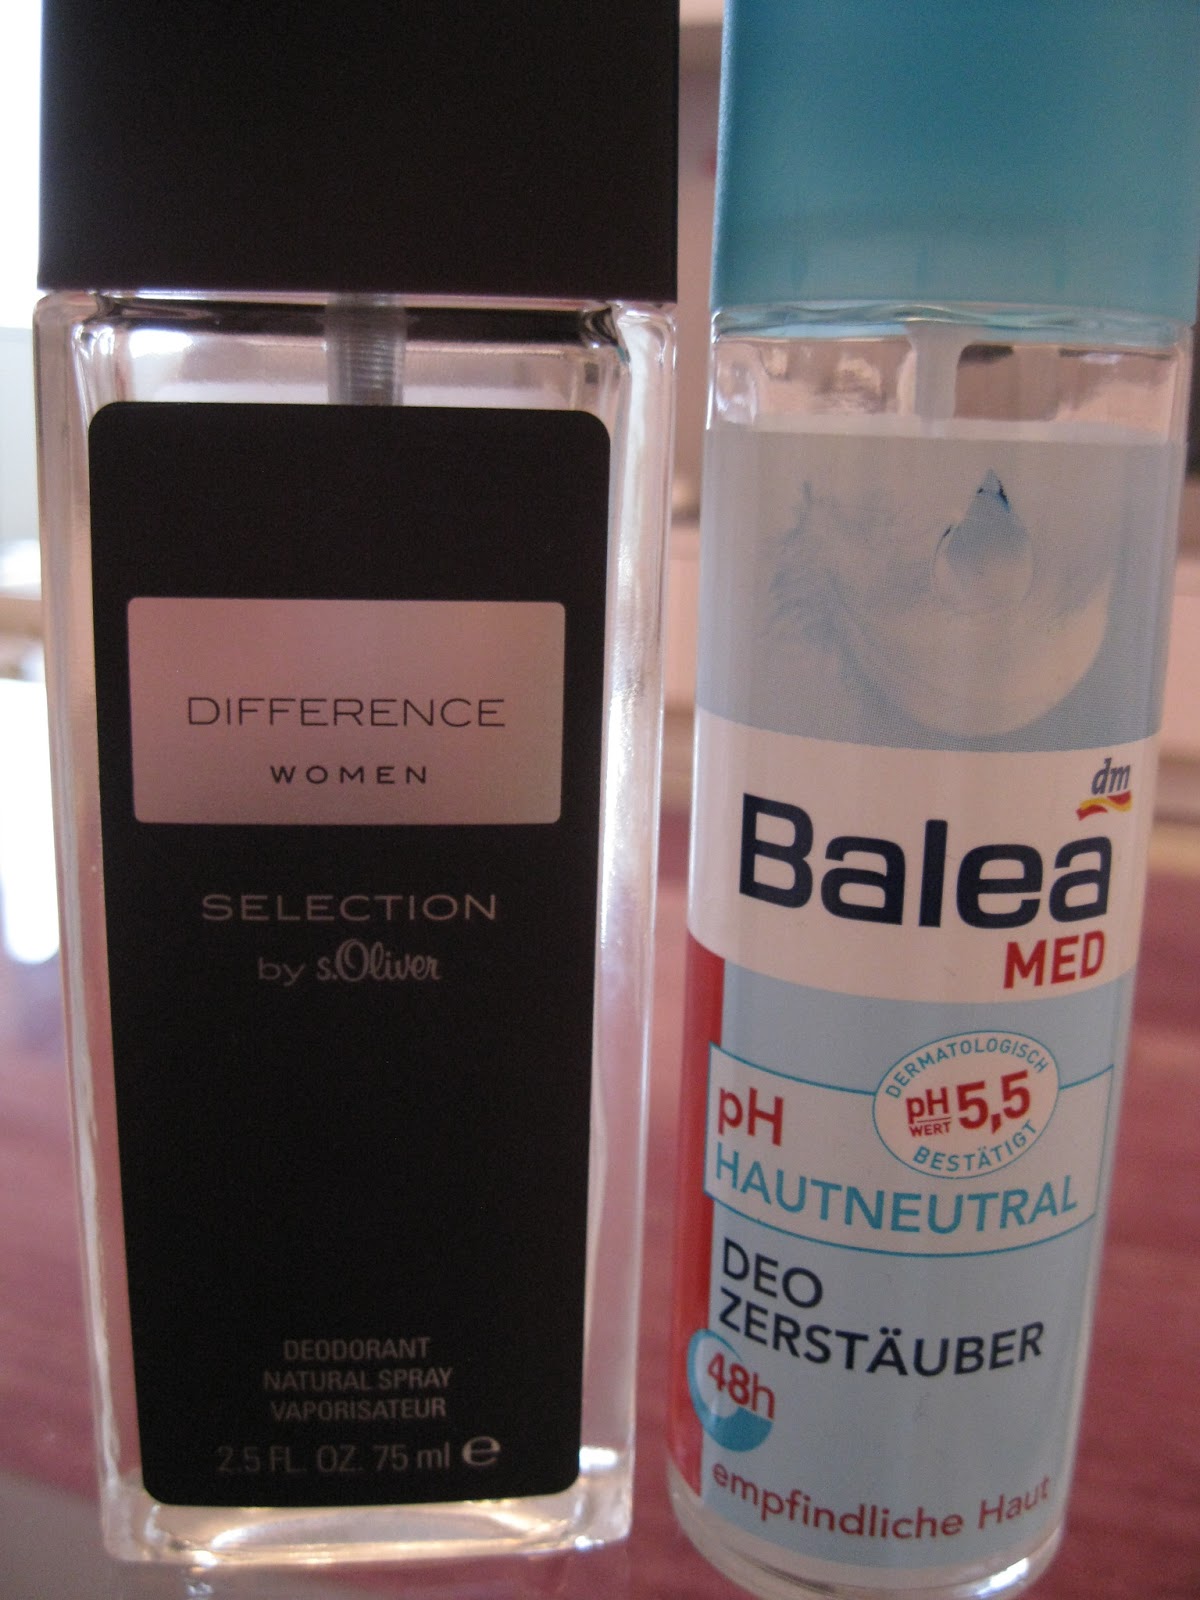 DIFFERENCE
WOMEN
SELECTION
by s.Oliver
DEODORANT
NATURAL SPRAY
VAPORISATEUR
2.5 FL. OZ. 75 ml ℮
dm
Balea
MED
DERMATOLOGISCH
pH
WERT
5,5
BESTÄTIGT
pH
HAUTNEUTRAL
DEO
ZERSTÄUBER
48h
empfindliche Haut